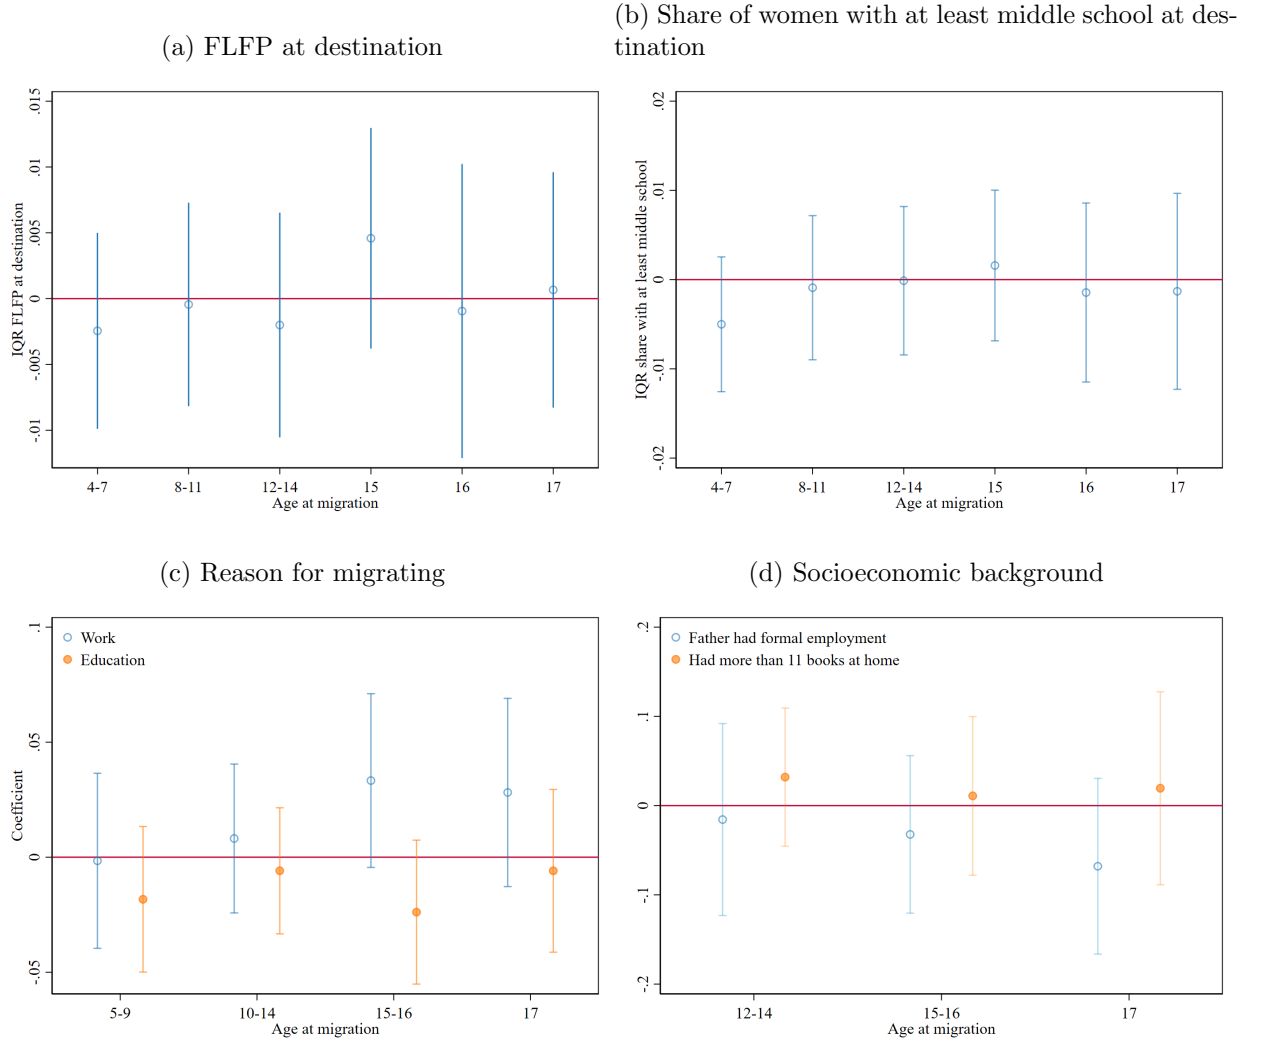 (a) FLFP at destination
(b) Share of women with at least middle school at des-
tination
IQR FLFP at destination
.015
.01
.005
0
-.005
-.01
4-7 8-11 12-14 15 16 17
Age at migration
IQR share with at least middle school
.02
.01
0
-.01
-.02
4-7 8-11 12-14 15 16 17
Age at migration
(c) Reason for migrating
Work
Education
Coefficient
.1
.05
0
-.05
5-9 10-14 15-16 17
Age at migration
(d) Socioeconomic background
Father had formal employment
Had more than 11 books at home
.2
.1
0
-.1
-.2
12-14 15-16 17
Age at migration